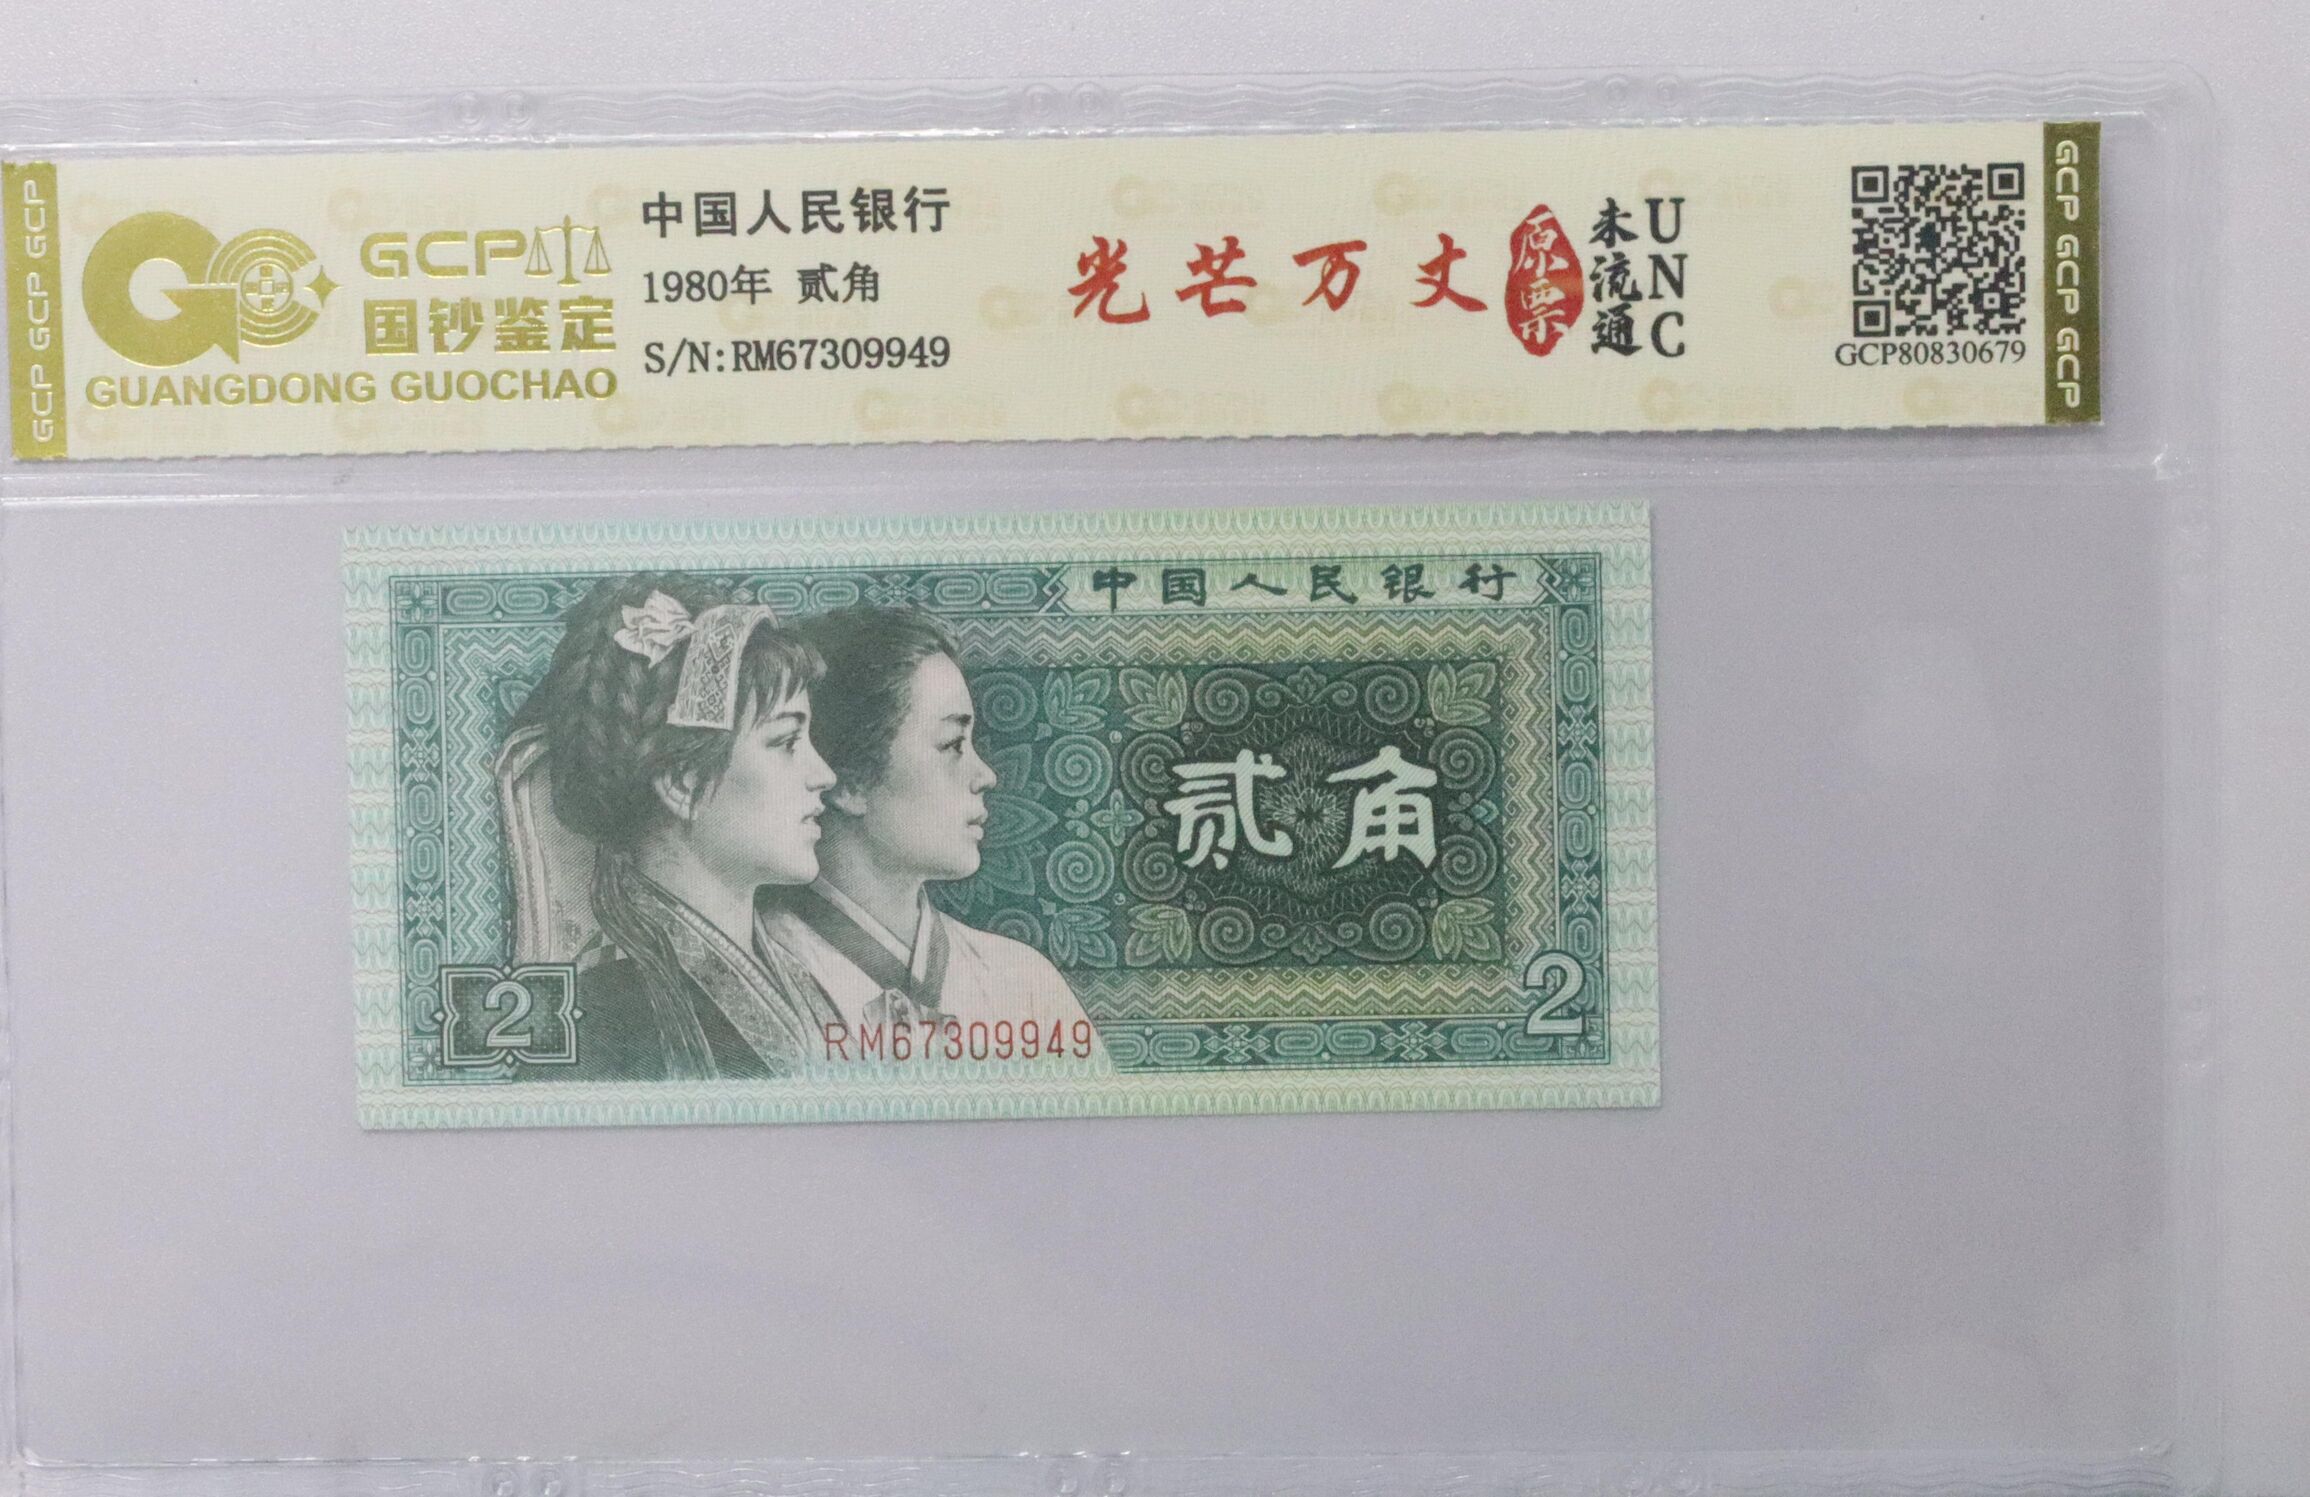 GCP GCP GCP
GCP
国钞鉴定
GUANGDONG GUOCHAO
中国人民银行
1980年 贰角
S/N:RM67309949
光芒万丈
原票
未流通
UNC
GCP80830679
GCP GCP GCP
中国人民银行
贰角
2
2
RM67309949